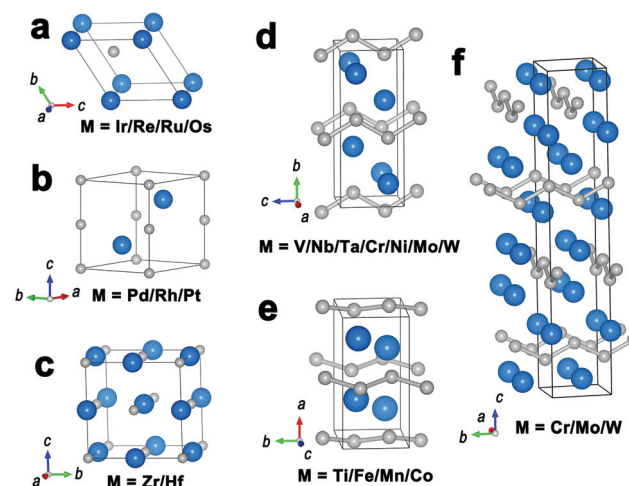 a
b
a
c
M = Ir/Re/Ru/Os
b
c
b
a
M = Pd/Rh/Pt
c
c
a
b
M = Zr/Hf
d
b
c
a
M = V/Nb/Ta/Cr/Ni/Mo/W
e
a
b
c
M = Ti/Fe/Mn/Co
f
c
a
b
M = Cr/Mo/W